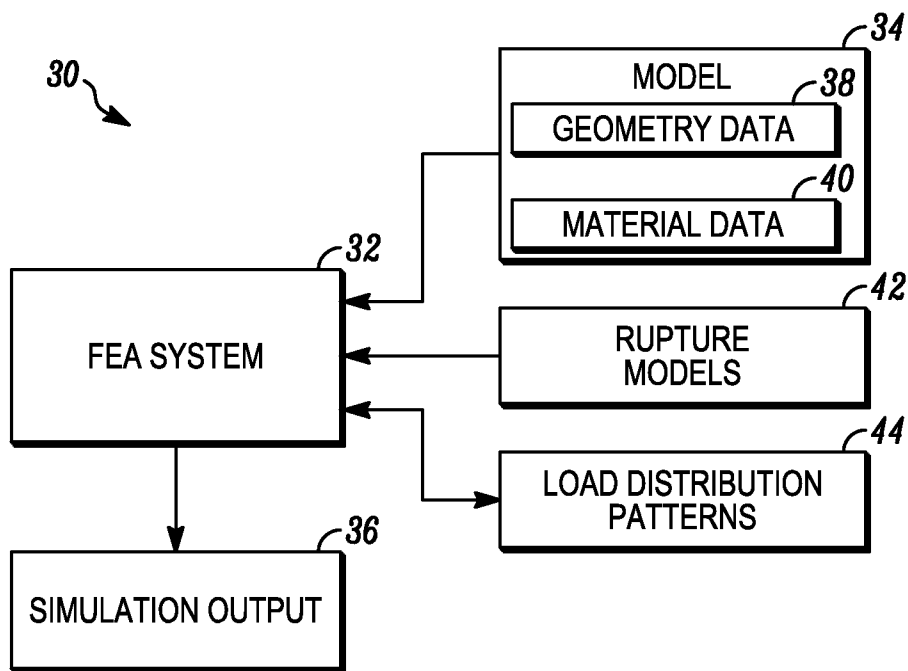 30
34
MODEL
38
GEOMETRY DATA
40
MATERIAL DATA
32
FEA SYSTEM
42
RUPTURE
MODELS
44
LOAD DISTRIBUTION
PATTERNS
36
SIMULATION OUTPUT